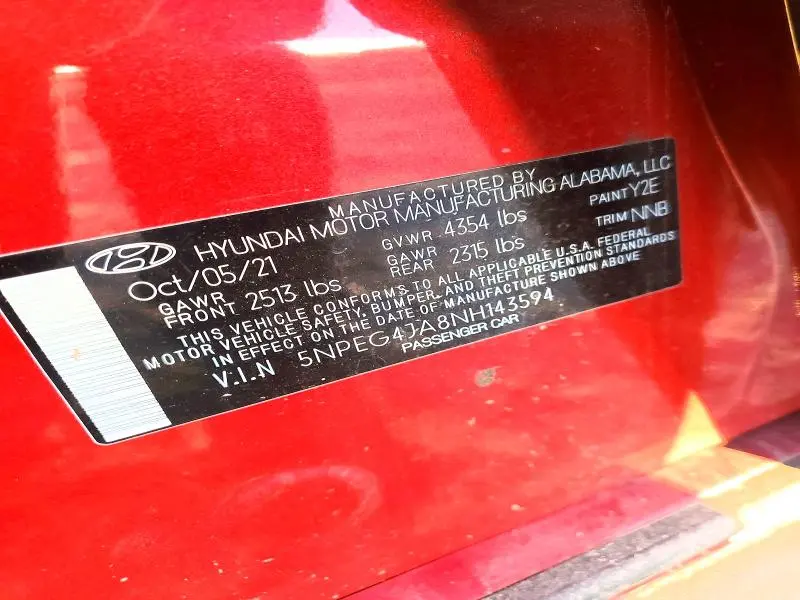 MANUFACTURED BY
HYUNDAI MOTOR MANUFACTURING ALABAMA, LLC
Oct/05/21 GVWR 4354 lbs PAINT Y2E
GAWR FRONT 2513 lbs GAWR REAR 2315 lbs TRIM NNB
THIS VEHICLE CONFORMS TO ALL APPLICABLE U.S.A. FEDERAL
MOTOR VEHICLE SAFETY, BUMPER, AND THEFT PREVENTION STANDARDS
IN EFFECT ON THE DATE OF MANUFACTURE SHOWN ABOVE
V.I.N 5NPEG4JA8NH143594
PASSENGER CAR